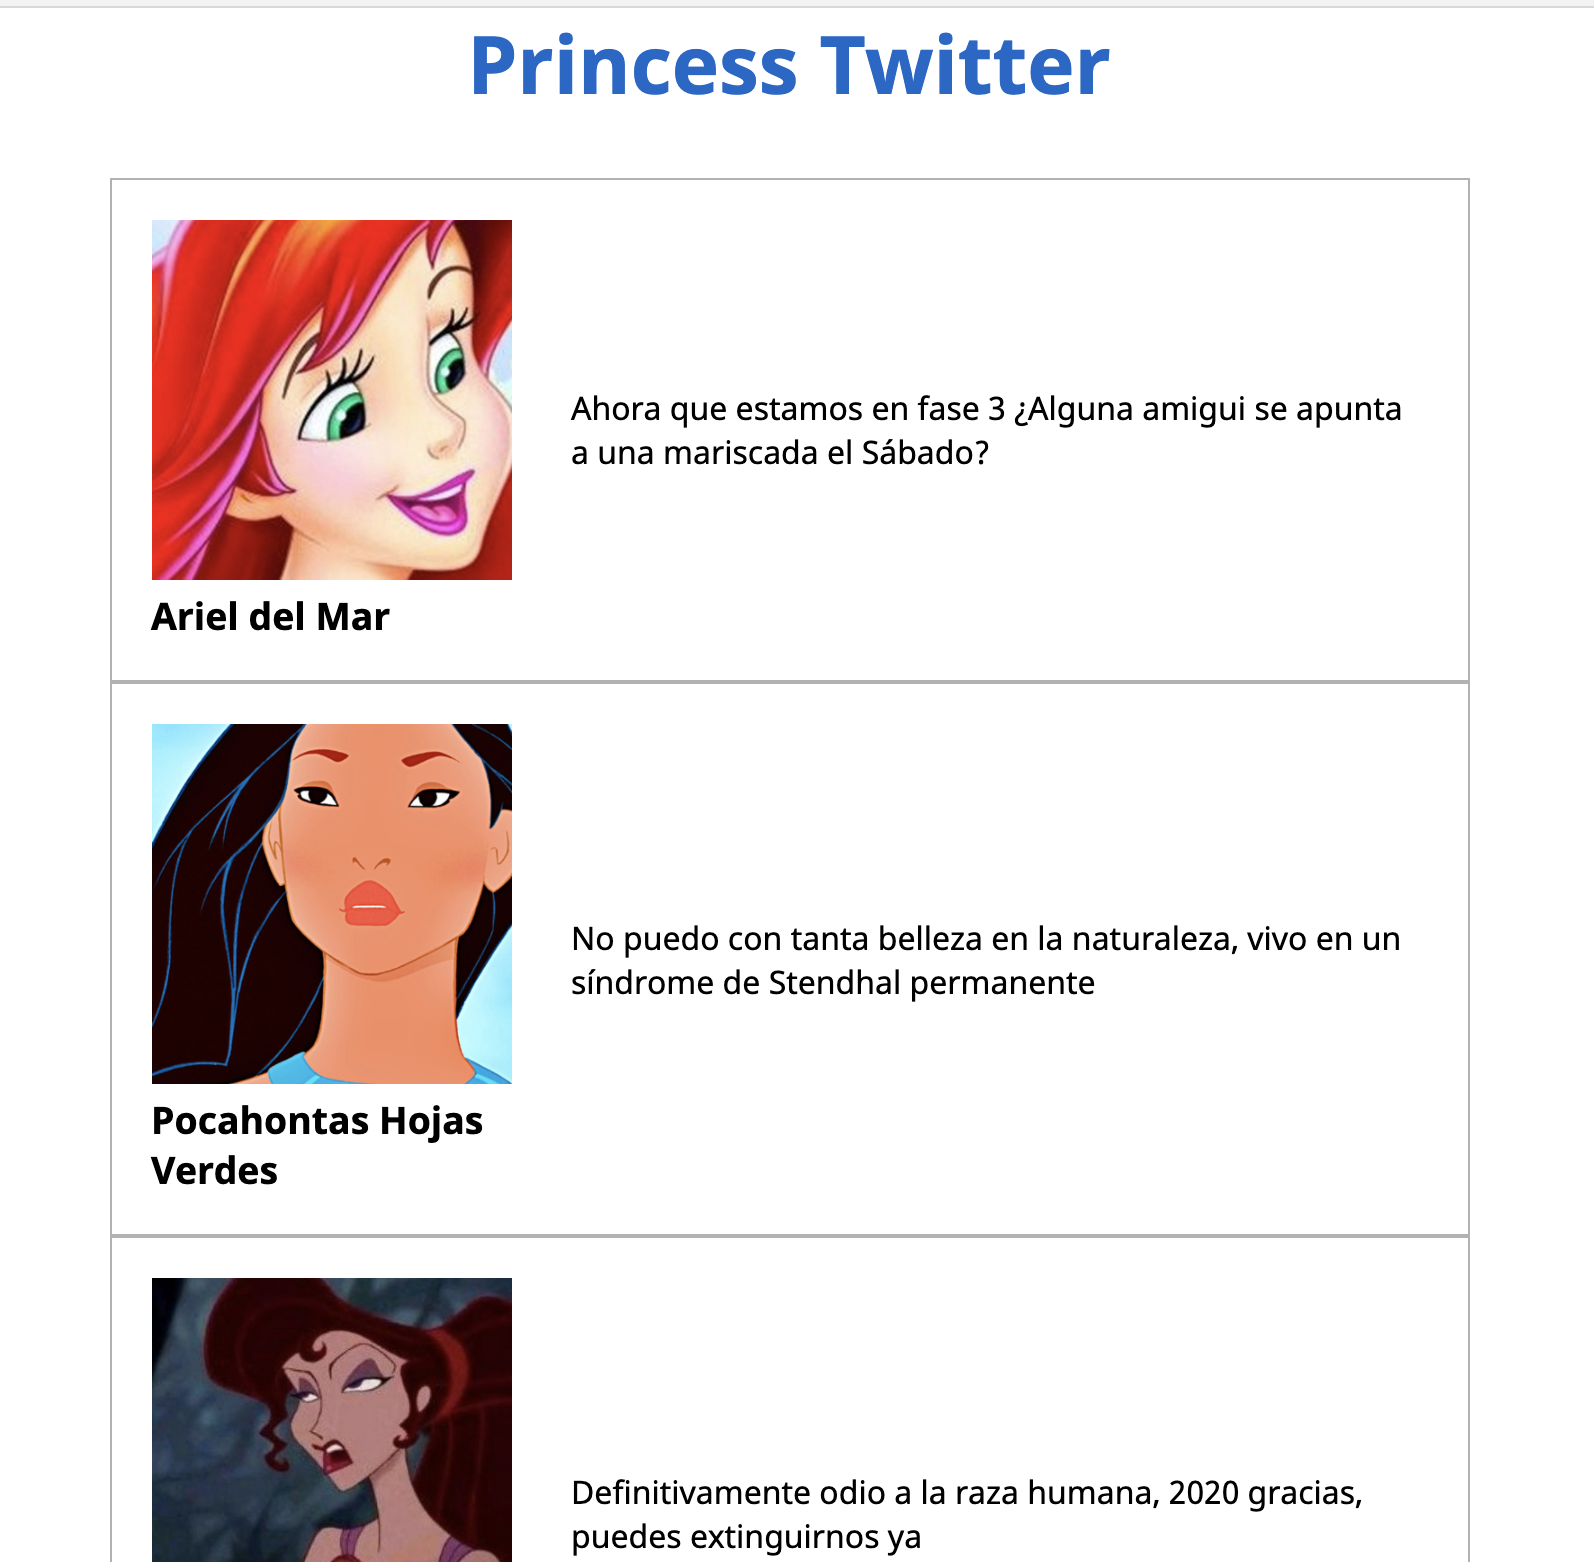 Princess Twitter
Ahora que estamos en fase 3 ¿Alguna amigui se apunta
a una mariscada el Sábado?
Ariel del Mar
No puedo con tanta belleza en la naturaleza, vivo en un
síndrome de Stendhal permanente
Pocahontas Hojas
Verdes
Definitivamente odio a la raza humana, 2020 gracias,
puedes extinguirnos ya